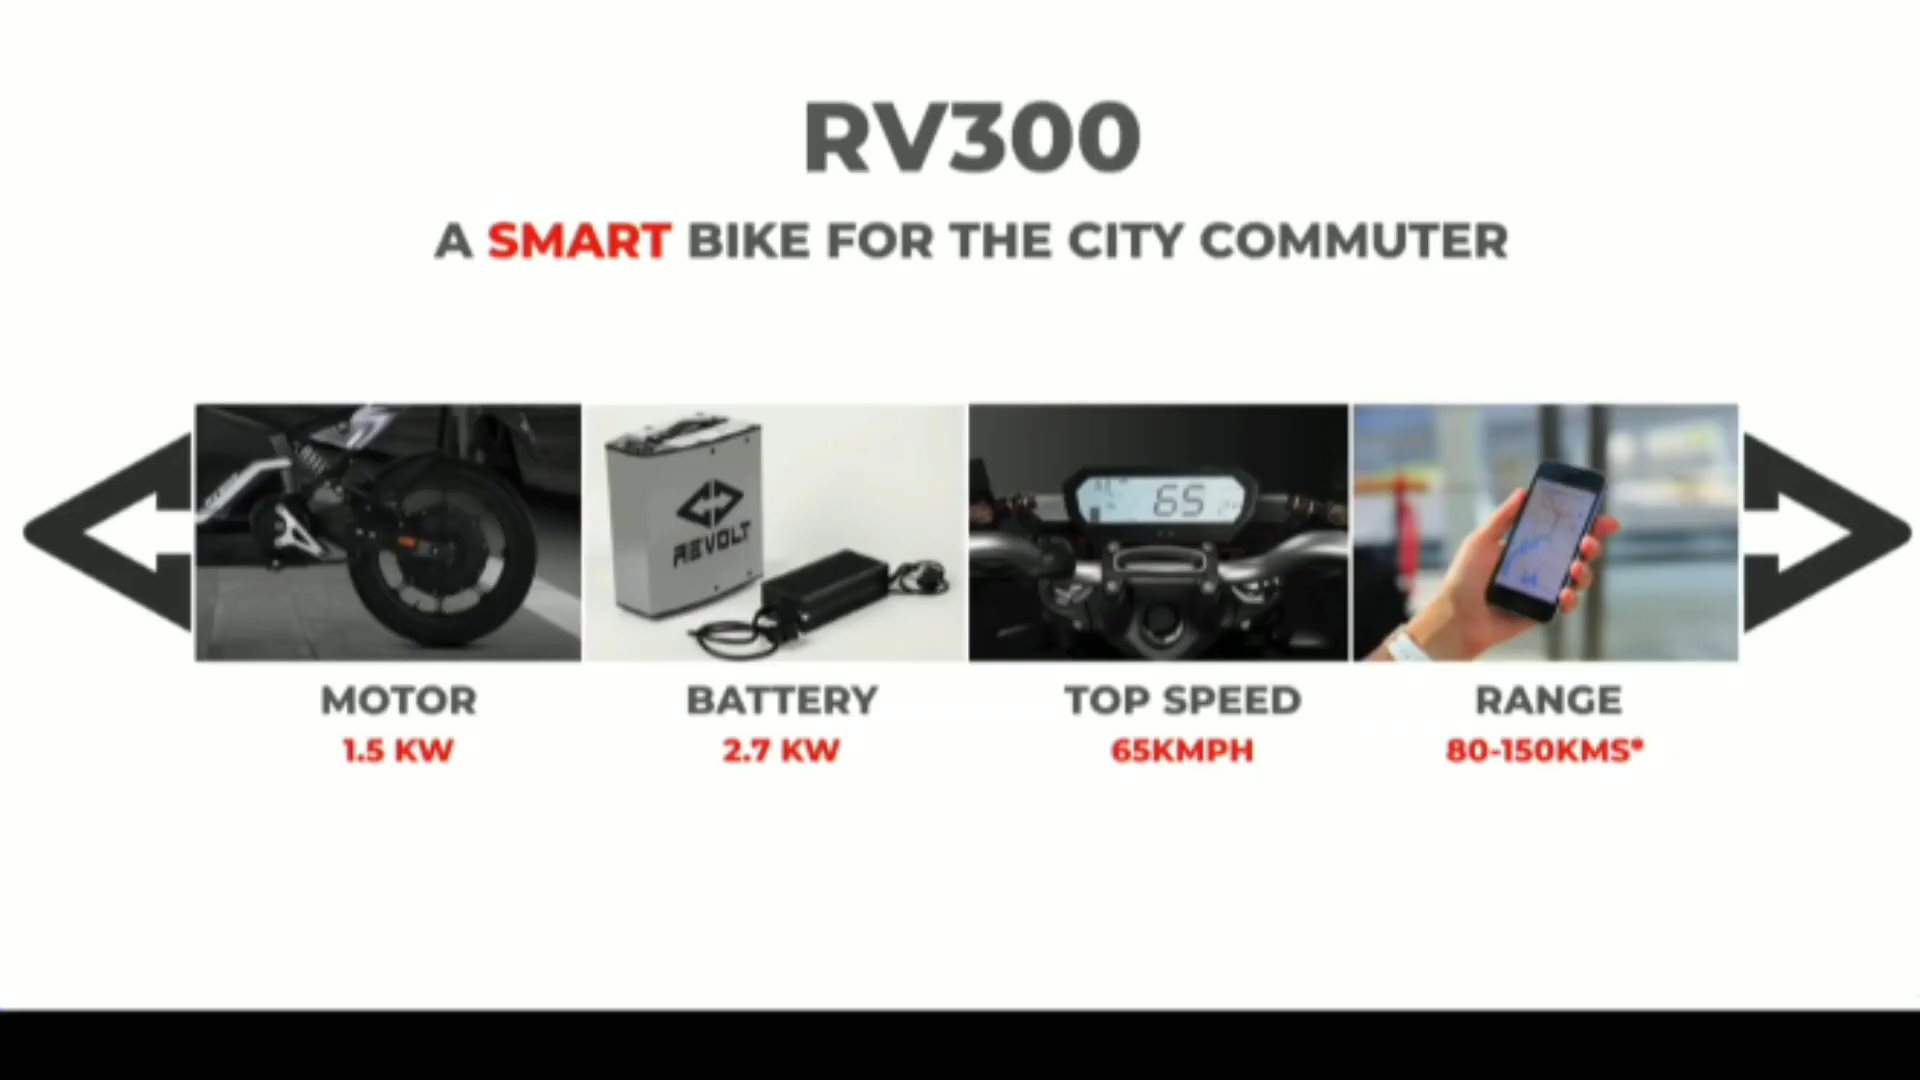 RV300
A SMART BIKE FOR THE CITY COMMUTER
REVOLT
65
MOTOR
BATTERY
TOP SPEED
RANGE
1.5 KW
2.7 KW
65KMPH
80-150KMS*